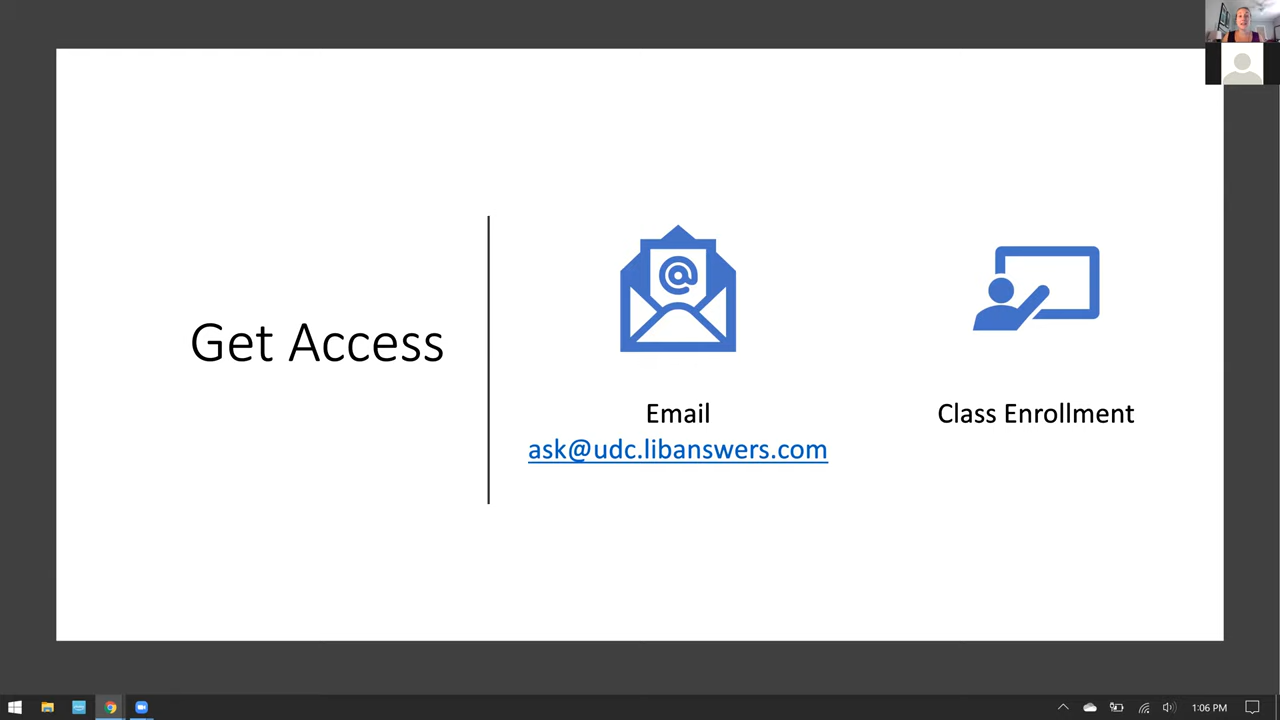 Get Access
@
Email
ask@udc.libanswers.com
Class Enrollment
1:06 PM